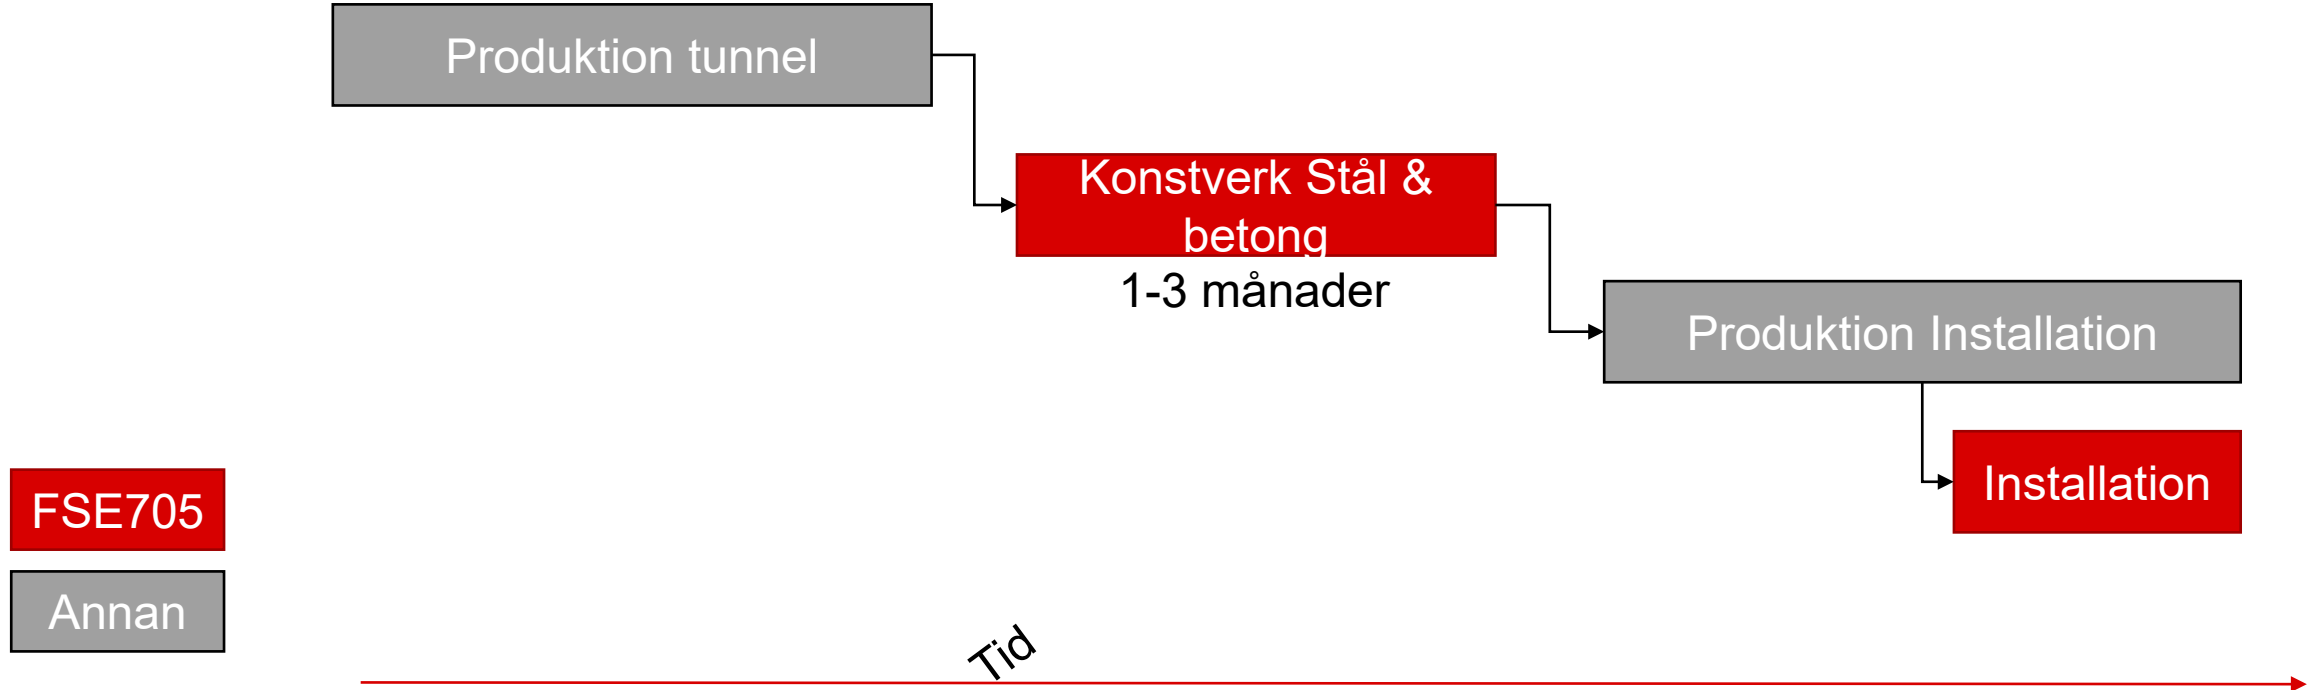 Produktion tunnel
Konstverk Stål &
betong
1-3 månader
Produktion Installation
Installation
FSE705
Annan
Tid